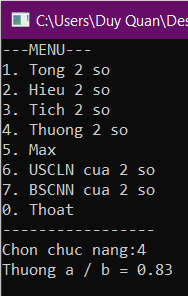 C:\Users\Duy Quan\Des
---MENU---
1. Tong 2 so
2. Hieu 2 so
3. Tich 2 so
4. Thuong 2 so
5. Max
6. USCLN cua 2 so
7. BSCNN cua 2 so
0. Thoat
-----------------
Chon chuc nang:4
Thuong a / b = 0.83